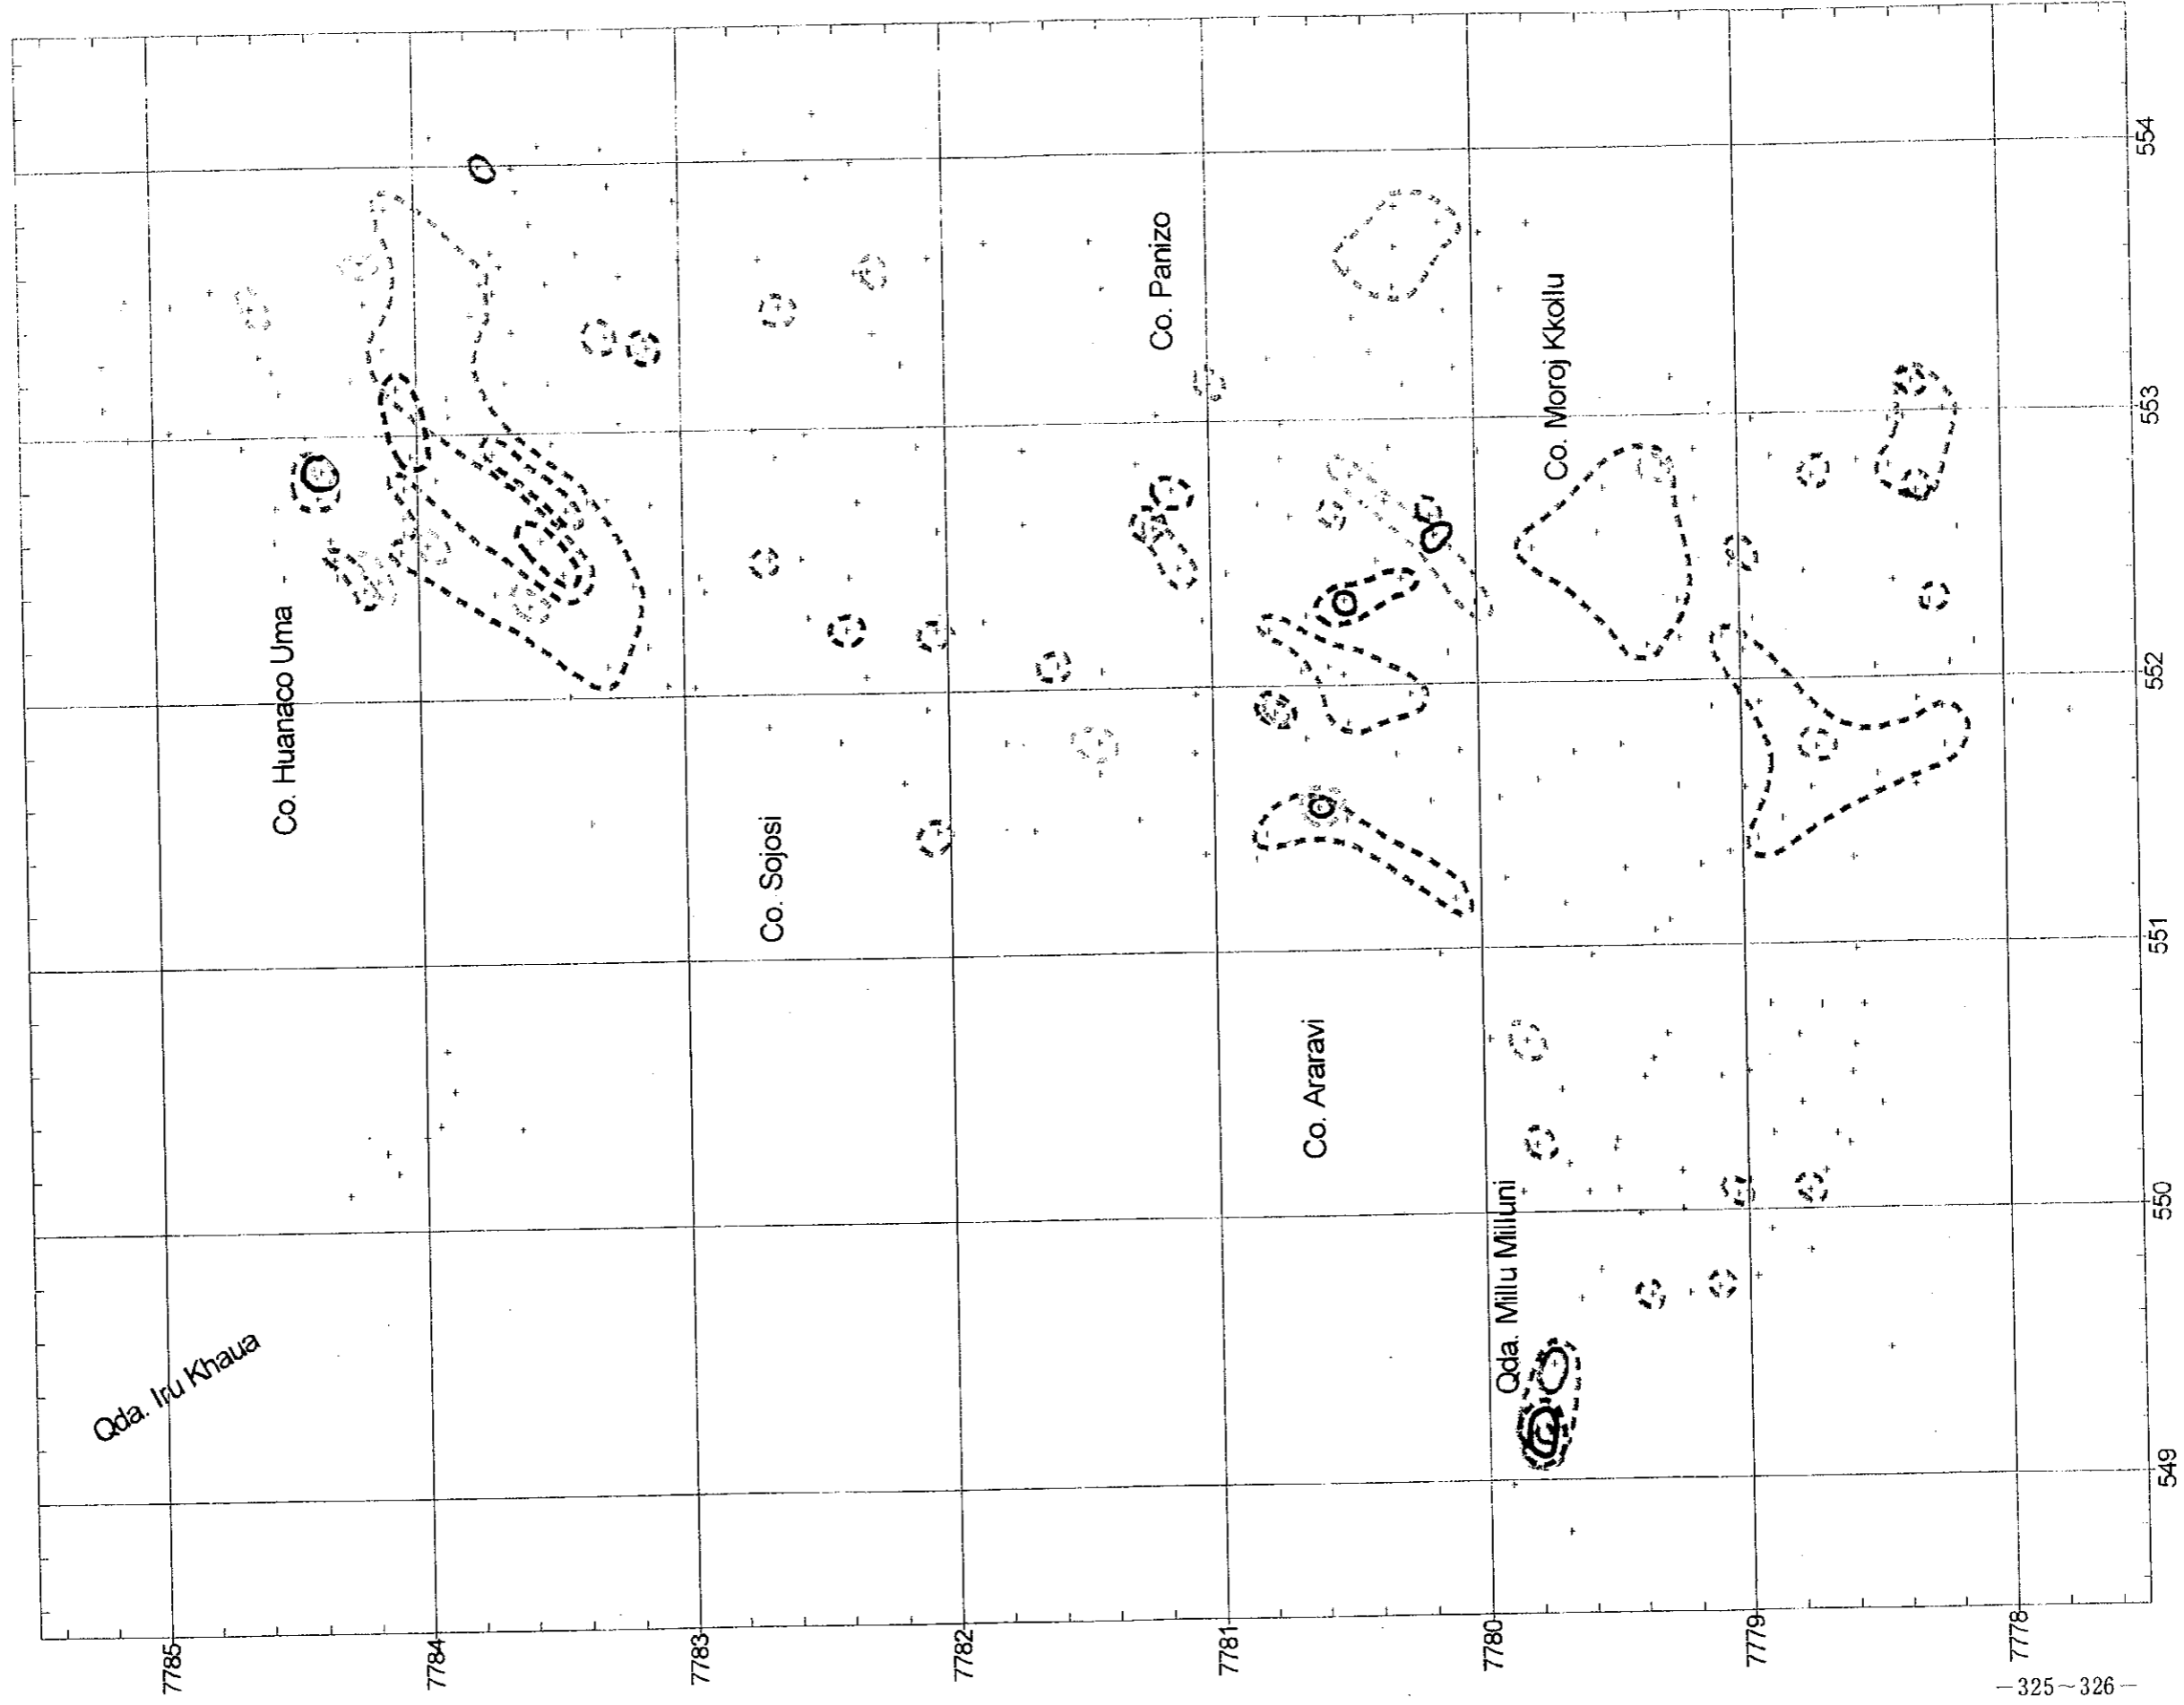 Qda. Iru Khaua
Co. Huanaco Uma
Co. Sojosi
Co. Panizo
Co. Araravi
Co. Moroj Kkollu
Qda. Millu Milluni
7785
7784
7783
7782
7781
7780
7779
7778
549
550
551
552
553
554
—325~326—